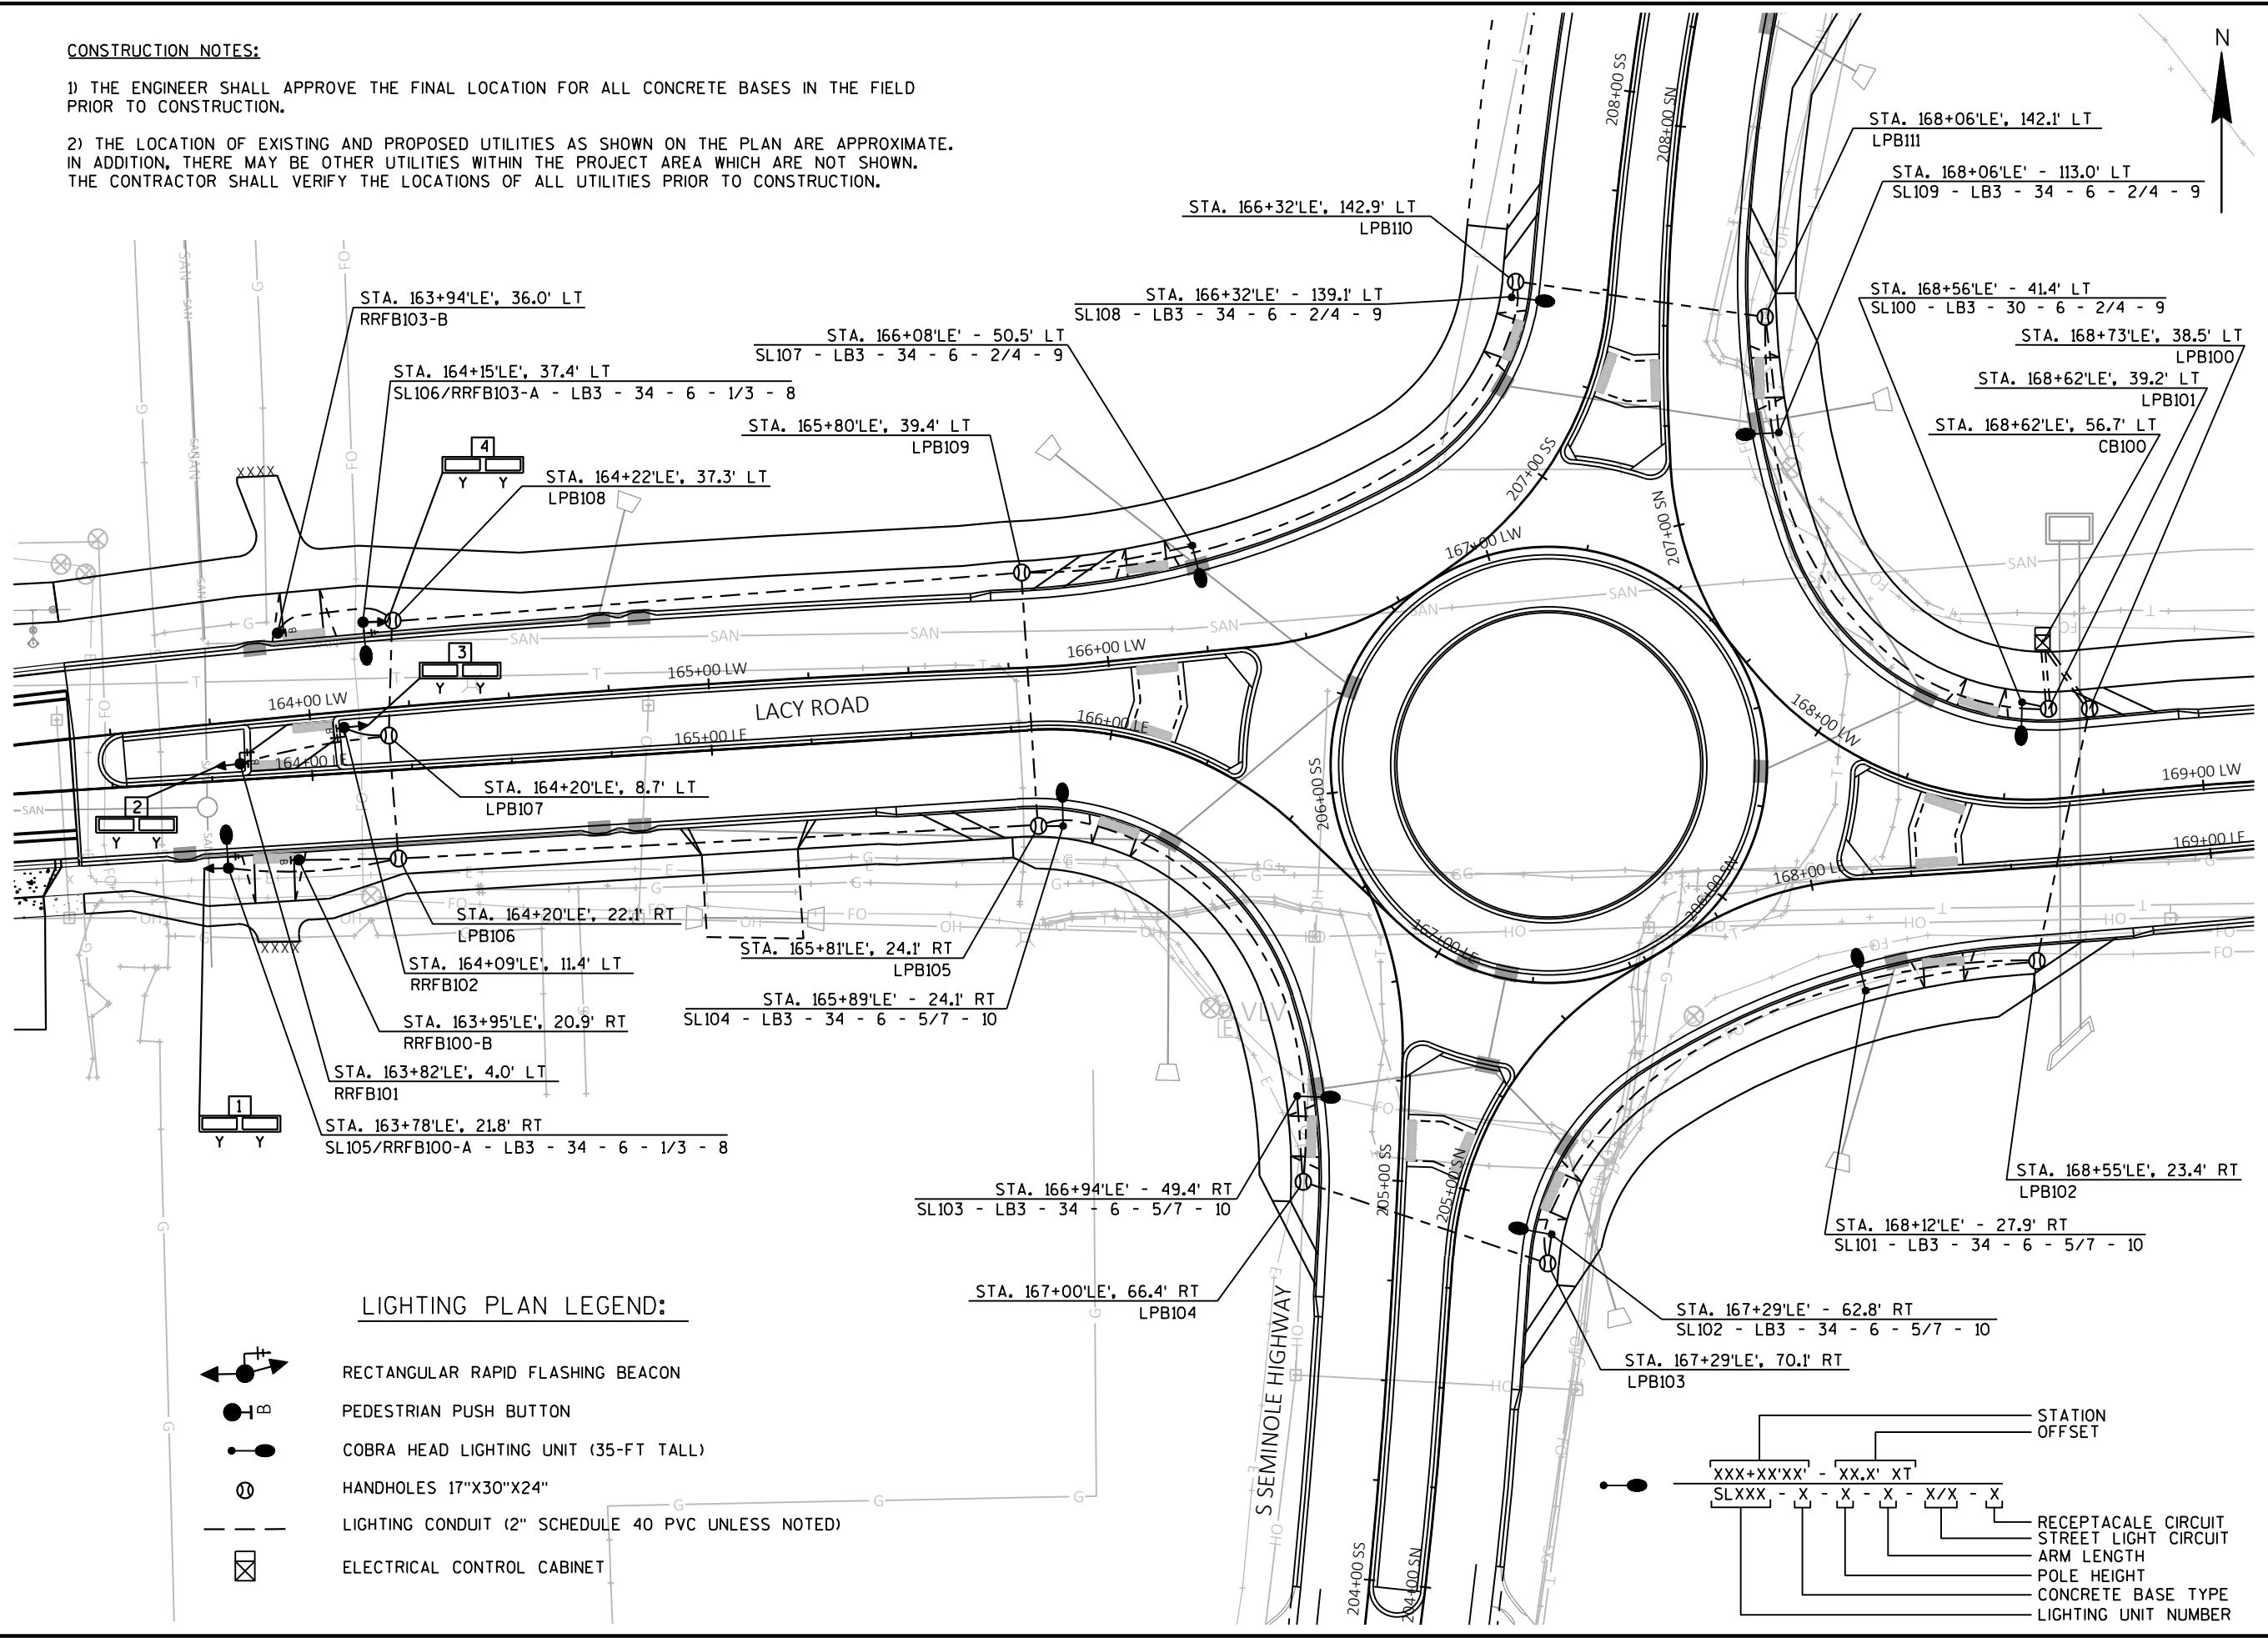 CONSTRUCTION NOTES:
1) THE ENGINEER SHALL APPROVE THE FINAL LOCATION FOR ALL CONCRETE BASES IN THE FIELD
PRIOR TO CONSTRUCTION.
2) THE LOCATION OF EXISTING AND PROPOSED UTILITIES AS SHOWN ON THE PLAN ARE APPROXIMATE.
IN ADDITION, THERE MAY BE OTHER UTILITIES WITHIN THE PROJECT AREA WHICH ARE NOT SHOWN.
THE CONTRACTOR SHALL VERIFY THE LOCATIONS OF ALL UTILITIES PRIOR TO CONSTRUCTION.
N
STA. 168+06'LE', 142.1' LT
LPB111
STA. 168+06'LE' - 113.0' LT
SL109 - LB3 - 34 - 6 - 2/4 - 9
STA. 166+32'LE', 142.9' LT
LPB110
STA. 166+32'LE' - 139.1' LT
SL108 - LB3 - 34 - 6 - 2/4 - 9
STA. 168+56'LE' - 41.4' LT
SL100 - LB3 - 30 - 6 - 2/4 - 9
STA. 168+73'LE', 38.5' LT
LPB100
STA. 168+62'LE', 39.2' LT
LPB101
STA. 168+62'LE', 56.7' LT
CB100
STA. 163+94'LE', 36.0' LT
RRFB103-B
STA. 166+08'LE' - 50.5' LT
SL107 - LB3 - 34 - 6 - 2/4 - 9
STA. 164+15'LE', 37.4' LT
SL106/RRFB103-A - LB3 - 34 - 6 - 1/3 - 8
STA. 165+80'LE', 39.4' LT
LPB109
4
Y Y
STA. 164+22'LE', 37.3' LT
LPB108
XXXX
208+00 SS
208+00 SN
207+00 SS
207+00 SN
167+00 LW
3
Y Y
164+00 LW
165+00 LW
166+00 LW
LACY ROAD
164+00 LE
165+00 LE
166+00 LE
168+00 LW
169+00 LW
206+00 SS
169+00 LE
168+00 L
206+00 SN
167+00 LE
STA. 164+20'LE', 8.7' LT
LPB107
2
Y Y
XXXX
STA. 164+20'LE', 22.1' RT
LPB106
STA. 165+81'LE', 24.1' RT
LPB105
STA. 164+09'LE', 11.4' LT
RRFB102
STA. 165+89'LE' - 24.1' RT
SL104 - LB3 - 34 - 6 - 5/7 - 10
VLV
E
STA. 163+95'LE', 20.9' RT
RRFB100-B
STA. 163+82'LE', 4.0' LT
RRFB101
1
Y Y
STA. 163+78'LE', 21.8' RT
SL105/RRFB100-A - LB3 - 34 - 6 - 1/3 - 8
205+00 SS
205+00 SN
STA. 168+55'LE', 23.4' RT
LPB102
STA. 166+94'LE' - 49.4' RT
SL103 - LB3 - 34 - 6 - 5/7 - 10
STA. 168+12'LE' - 27.9' RT
SL101 - LB3 - 34 - 6 - 5/7 - 10
STA. 167+00'LE', 66.4' RT
LPB104
STA. 167+29'LE' - 62.8' RT
SL102 - LB3 - 34 - 6 - 5/7 - 10
STA. 167+29'LE', 70.1' RT
LPB103
S SEMINOLE HIGHWAY
204+00 SS
204+00 SN
LIGHTING PLAN LEGEND:
RECTANGULAR RAPID FLASHING BEACON
B PEDESTRIAN PUSH BUTTON
COBRA HEAD LIGHTING UNIT (35-FT TALL)
HANDHOLES 17"X30"X24"
LIGHTING CONDUIT (2" SCHEDULE 40 PVC UNLESS NOTED)
ELECTRICAL CONTROL CABINET
STATION
OFFSET
XXX+XX'XX' - XX.X' XT
SLXXX - X - X - X - X/X - X
RECEPTACALE CIRCUIT
STREET LIGHT CIRCUIT
ARM LENGTH
POLE HEIGHT
CONCRETE BASE TYPE
LIGHTING UNIT NUMBER